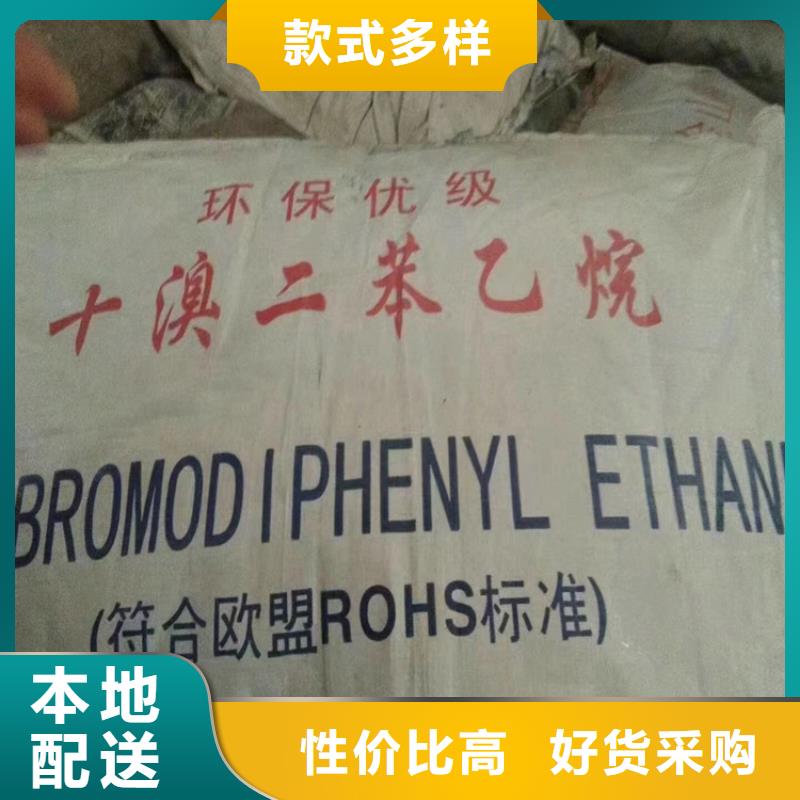 款式多样
环保优级
十溴二苯乙烷
BROMODIPHENYL ETHAN
(符合欧盟ROHS标准)
本地
配送
性价比高 好货采购